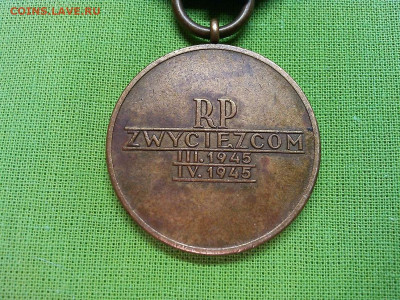 COINS.LAVE.RU
RP
ZWYCIĘZCOM
III.1945
IV.1945